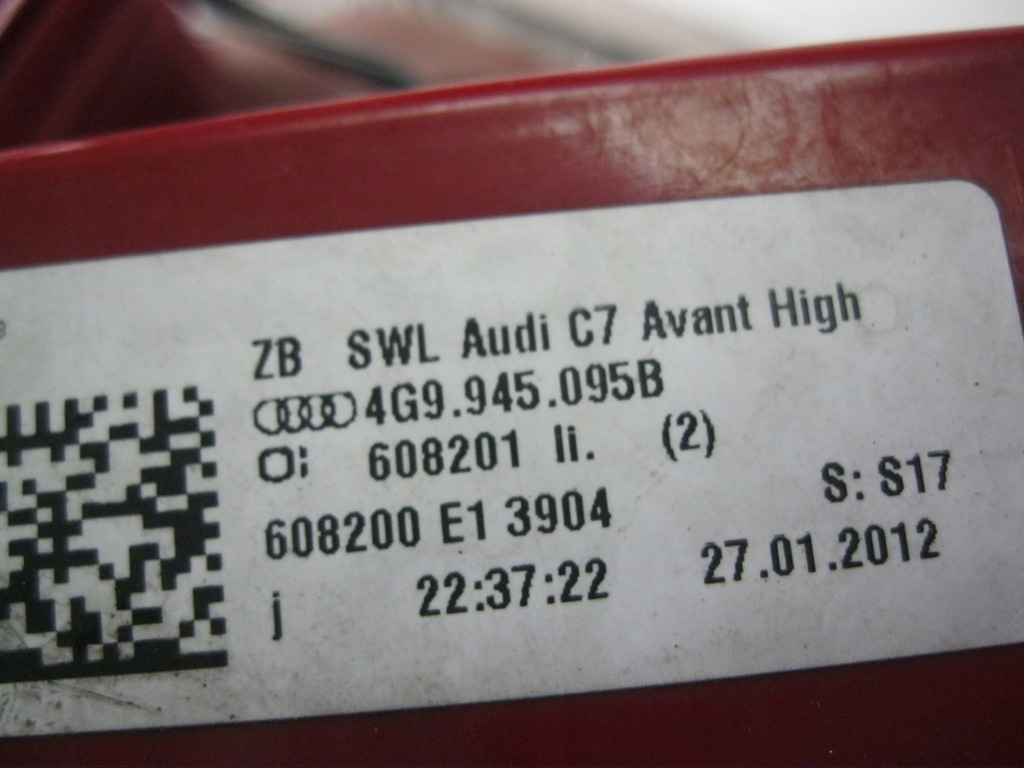 ZB SWL Audi C7 Avant High
4G9.945.095B
608201 li. (2)
608200 E1 3904 S: S17
j 22:37:22 27.01.2012